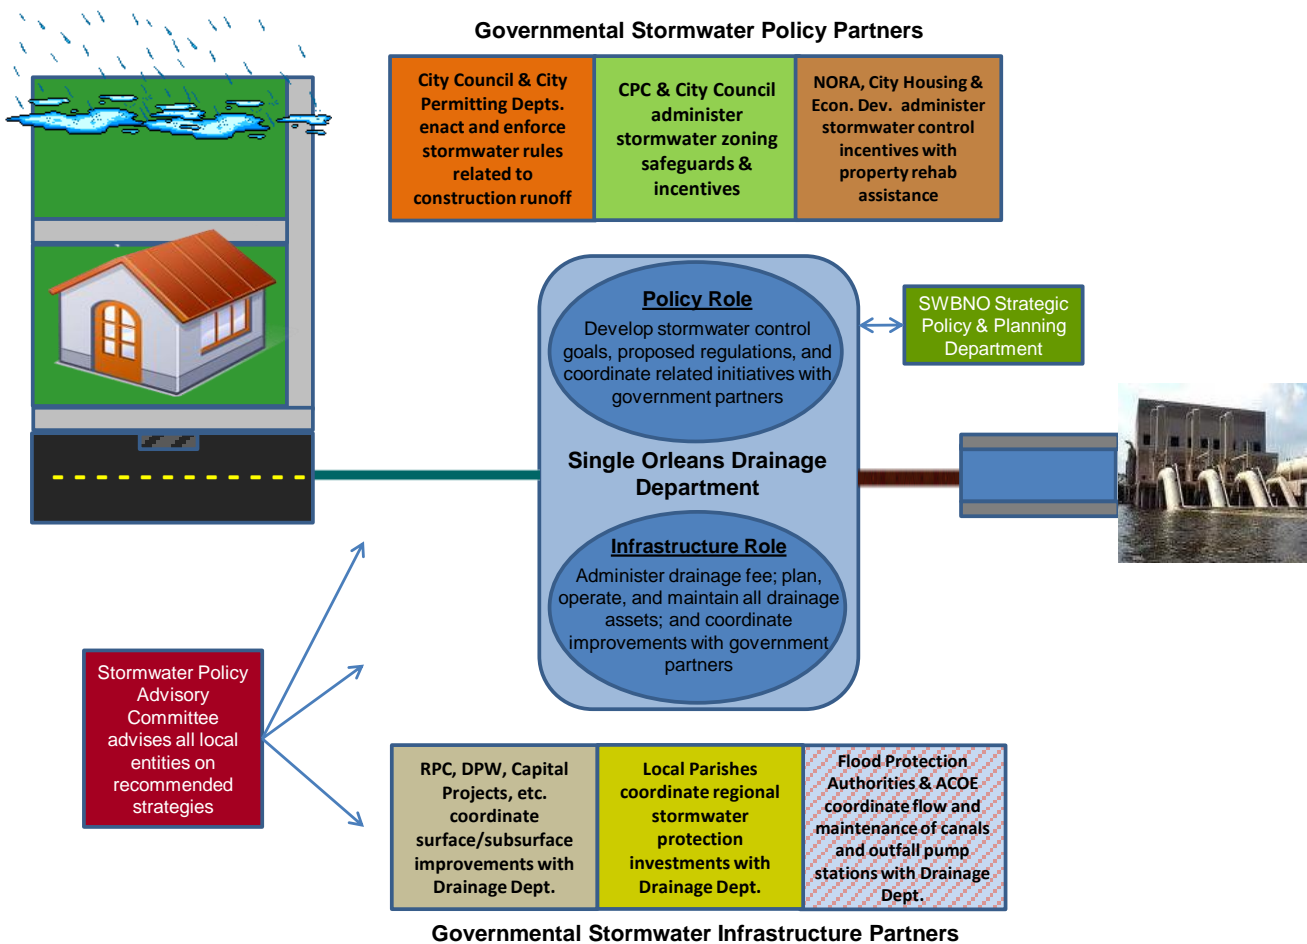 Governmental Stormwater Policy Partners
City Council & City
Permitting Depts.
enact and enforce
stormwater rules
related to
construction runoff
CPC & City Council
administer
stormwater zoning
safeguards &
incentives
NORA, City Housing &
Econ. Dev. administer
stormwater control
incentives with
property rehab
assistance
Policy Role
Develop stormwater control
goals, proposed regulations, and
coordinate related initiatives with
government partners
SWBNO Strategic
Policy & Planning
Department
Single Orleans Drainage
Department
Infrastructure Role
Administer drainage fee; plan,
operate, and maintain all drainage
assets; and coordinate
improvements with government
partners
Stormwater Policy
Advisory
Committee
advises all local
entities on
recommended
strategies
RPC, DPW, Capital
Projects, etc.
coordinate
surface/subsurface
improvements with
Drainage Dept.
Local Parishes
coordinate regional
stormwater
protection
investments with
Drainage Dept.
Flood Protection
Authorities & ACOE
coordinate flow and
maintenance of canals
and outfall pump
stations with Drainage
Dept.
Governmental Stormwater Infrastructure Partners